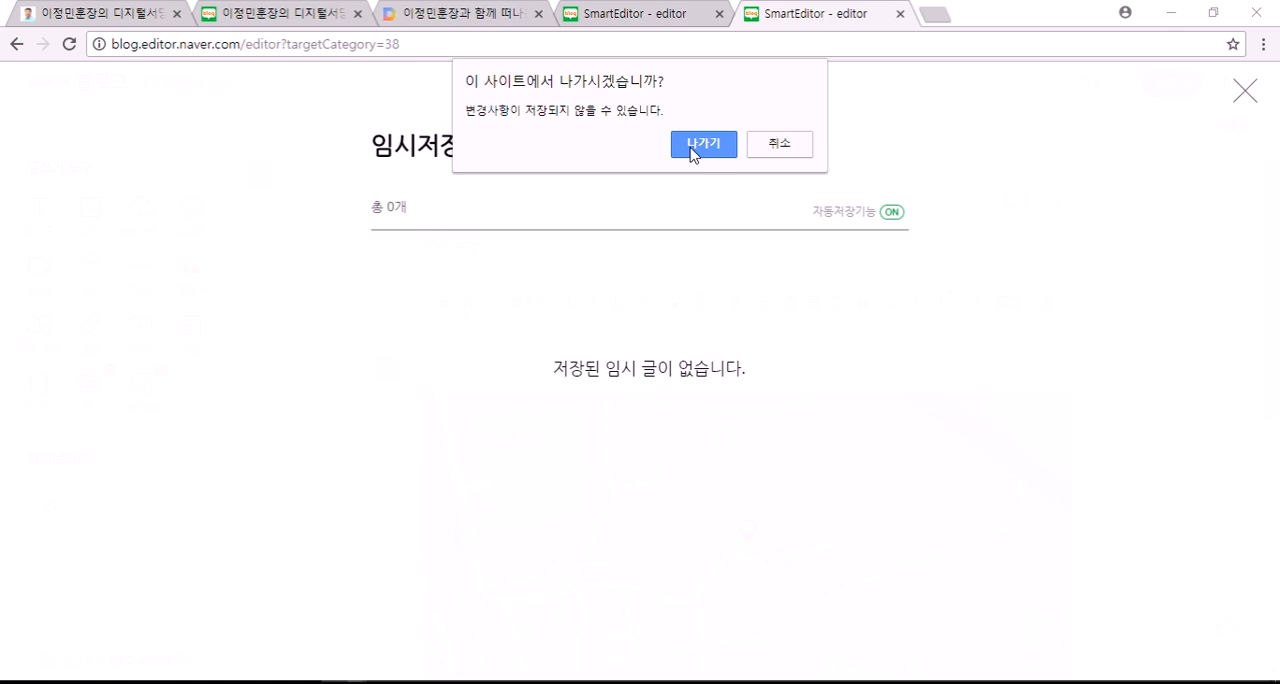 이정민훈장의 디지털서당
이정민훈장의 디지털서당
이정민훈장과 함께 떠나
SmartEditor - editor
SmartEditor - editor
blog.editor.naver.com/editor?targetCategory=38
이 사이트에서 나가시겠습니까?
변경사항이 저장되지 않을 수 있습니다.
나가기
취소
임시저장
총 0개
자동저장기능 ON
저장된 임시 글이 없습니다.